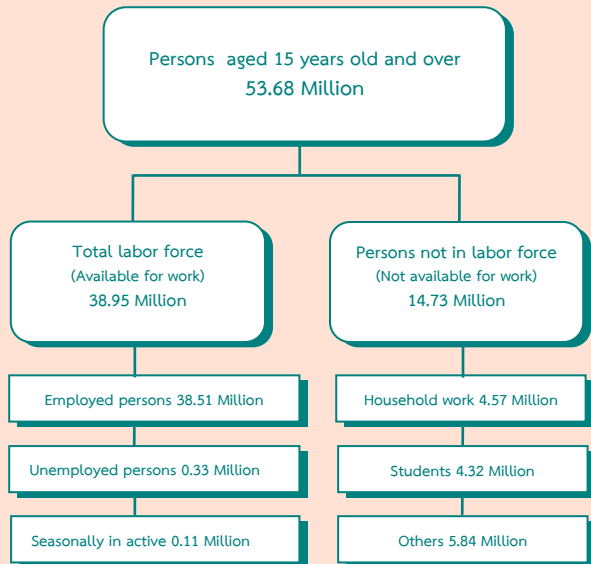 Persons aged 15 years old and over
53.68 Million
Total labor force
(Available for work)
38.95 Million
Persons not in labor force
(Not available for work)
14.73 Million
Employed persons 38.51 Million
Household work 4.57 Million
Unemployed persons 0.33 Million
Students 4.32 Million
Seasonally in active 0.11 Million
Others 5.84 Million